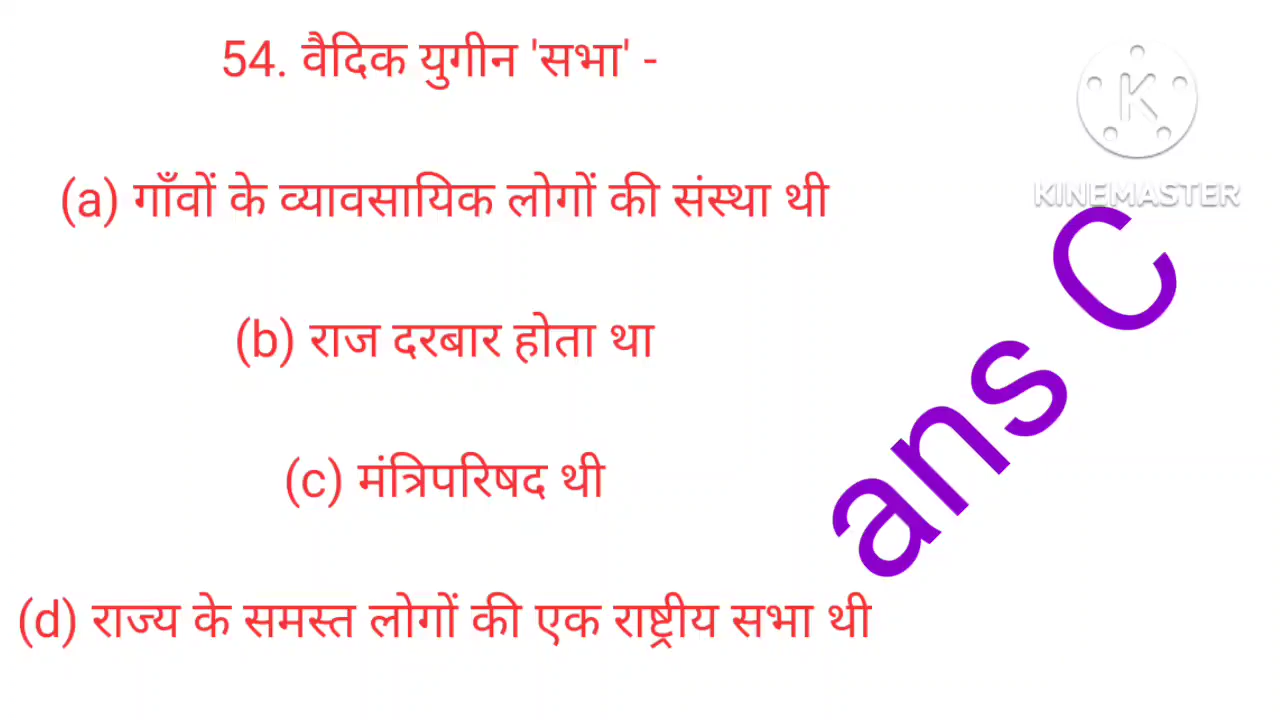 54. वैदिक युगीन 'सभा' -
(a) गाँवों के व्यावसायिक लोगों की संस्था थी
(b) राज दरबार होता था
(c) मंत्रिपरिषद थी
(d) राज्य के समस्त लोगों की एक राष्ट्रीय सभा थी
ans C
K
KINEMASTER